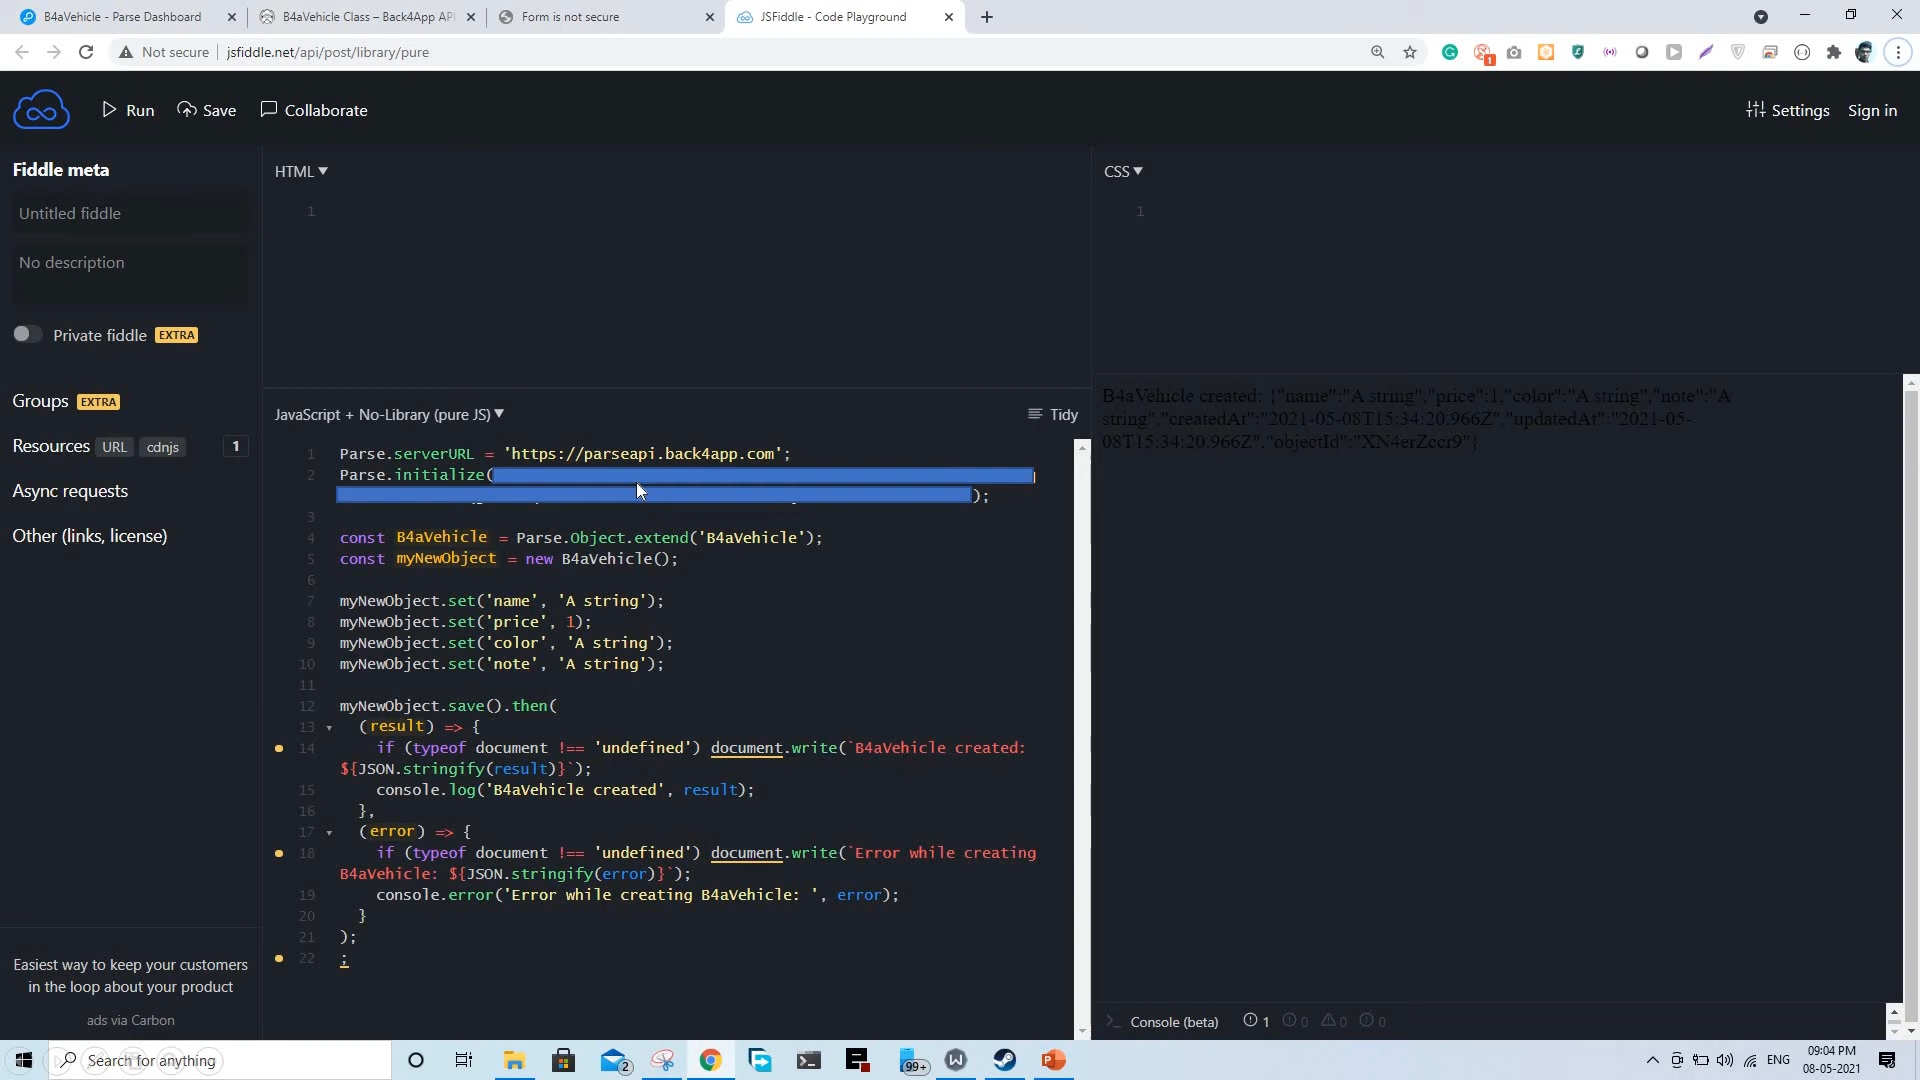 B4aVehicle - Parse Dashboard
B4aVehicle Class – Back4App API
Form is not secure
JSFiddle - Code Playground
Not secure
jsfiddle.net/api/post/library/pure
1
Run
Save
Collaborate
Settings
Sign in
Fiddle meta
Untitled fiddle
No description
Private fiddle EXTRA
Groups EXTRA
Resources URL cdnjs 1
Async requests
Other (links, license)
Easiest way to keep your customers
in the loop about your product
ads via Carbon
HTML
1
CSS
1
JavaScript + No-Library (pure JS)
Tidy
1 Parse.serverURL = 'https://parseapi.back4app.com';
2 Parse.initialize(
);
3
4 const B4aVehicle = Parse.Object.extend('B4aVehicle');
5 const myNewObject = new B4aVehicle();
6
7 myNewObject.set('name', 'A string');
8 myNewObject.set('price', 1);
9 myNewObject.set('color', 'A string');
10 myNewObject.set('note', 'A string');
11
12 myNewObject.save().then(
13 (result) => {
14 if (typeof document !== 'undefined') document.write(`B4aVehicle created:
${JSON.stringify(result)}`);
15 console.log('B4aVehicle created', result);
16 },
17 (error) => {
18 if (typeof document !== 'undefined') document.write(`Error while creating
B4aVehicle: ${JSON.stringify(error)}`);
19 console.error('Error while creating B4aVehicle: ', error);
20 }
21 );
22 ;
B4aVehicle created: {"name":"A string","price":1,"color":"A string","note":"A
string","createdAt":"2021-05-08T15:34:20.966Z","updatedAt":"2021-05-
08T15:34:20.966Z","objectId":"XN4erZccr9"}
Console (beta)
1 0 0 0
Search for anything
2
99+
ENG
09:04 PM
08-05-2021